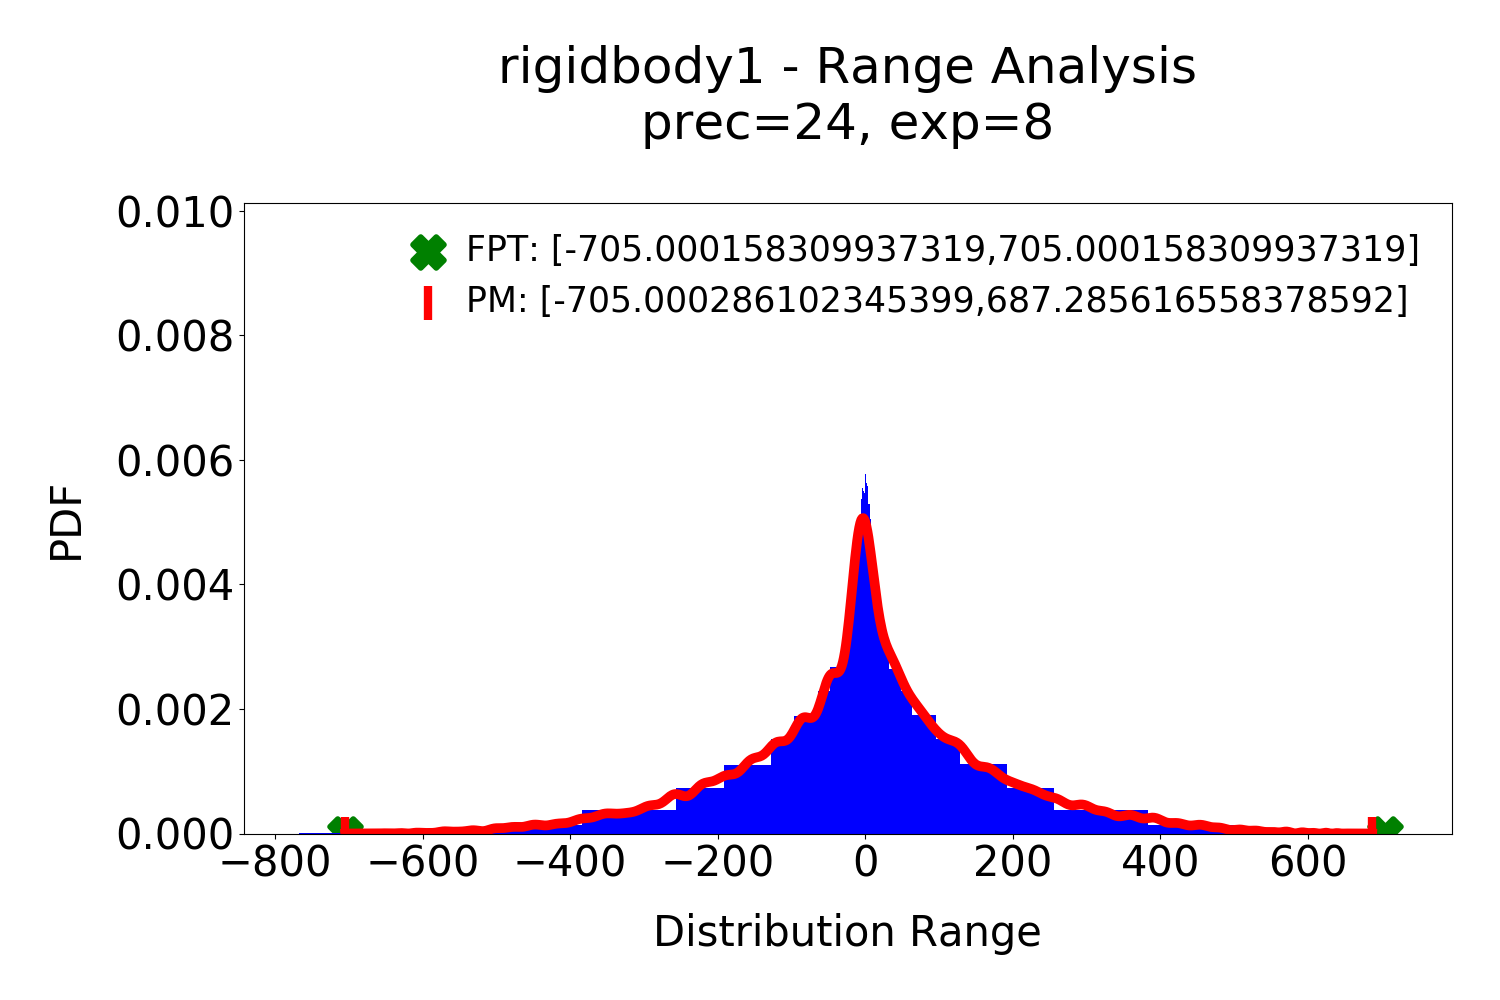 rigidbody1 - Range Analysis
prec=24, exp=8
0.010
0.008
0.006
0.004
0.002
0.000
PDF
FPT: [-705.000158309937319,705.000158309937319]
PM: [-705.000286102345399,687.285616558378592]
−800 −600 −400 −200 0 200 400 600
Distribution Range